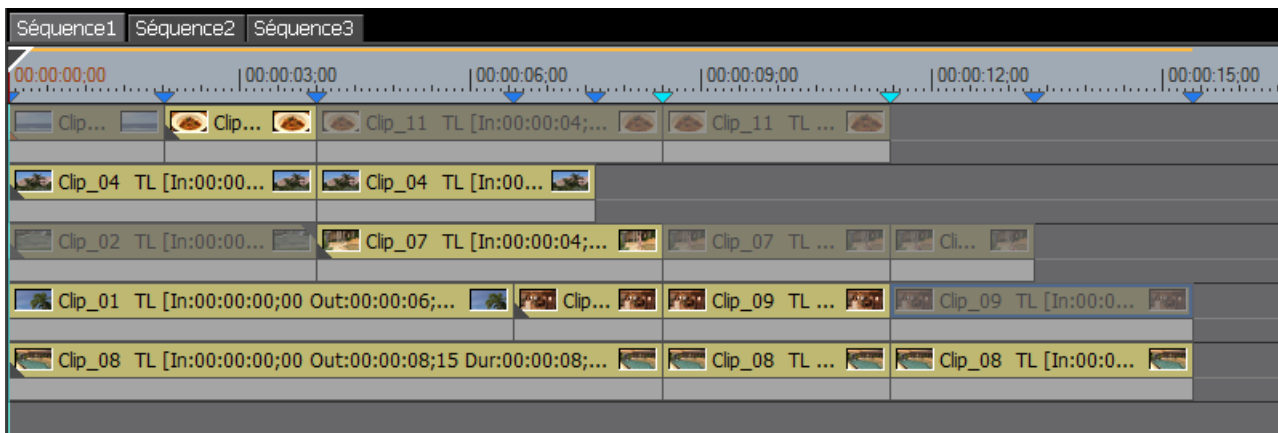 Séquence1 Séquence2 Séquence3
00:00:00;00 00:00:03;00 00:00:06;00 00:00:09;00 00:00:12;00 00:00:15;00
Clip... Clip... Clip_11 TL [In:00:00:04;... Clip_11 TL ...
Clip_04 TL [In:00:00... Clip_04 TL [In:00...
Clip_02 TL [In:00:00... Clip_07 TL [In:00:00:04;... Clip_07 TL ... Cli...
Clip_01 TL [In:00:00:00;00 Out:00:00:06;... Clip... Clip_09 TL ... Clip_09 TL [In:00:0...
Clip_08 TL [In:00:00:00;00 Out:00:00:08;15 Dur:00:00:08;... Clip_08 TL ... Clip_08 TL [In:00:0...